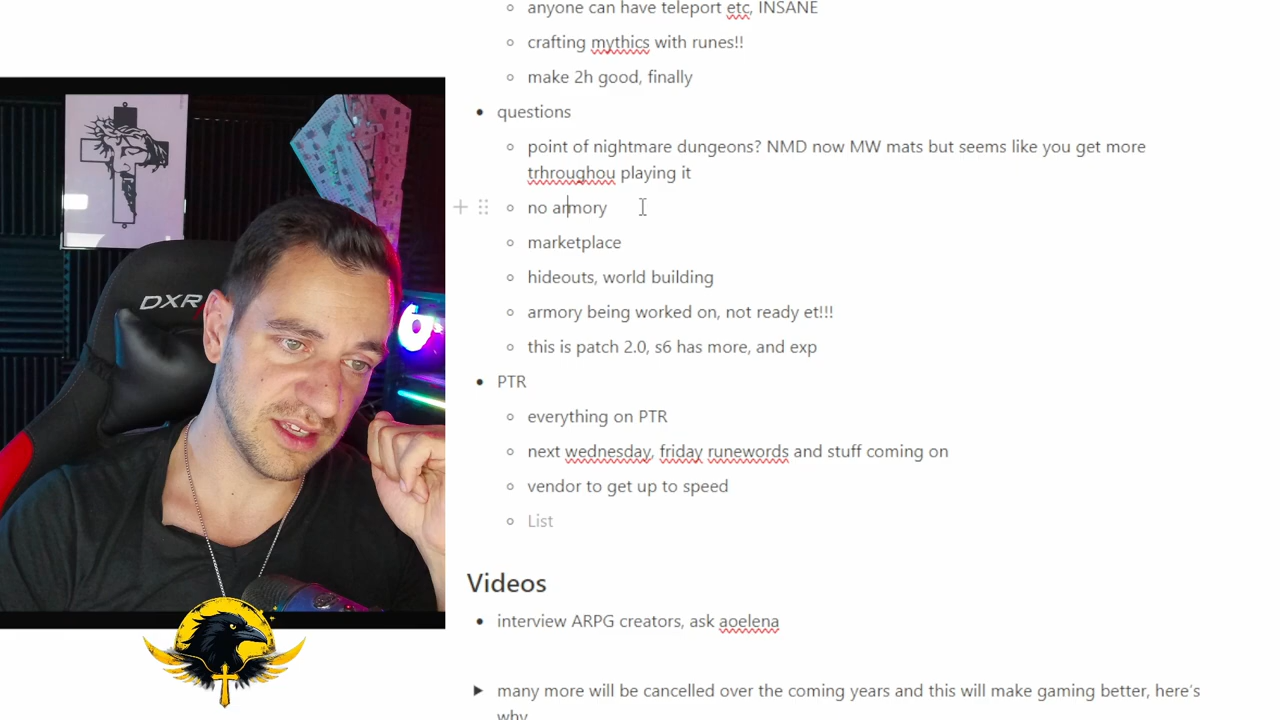 anyone can have teleport etc, INSANE
crafting mythics with runes!!
make 2h good, finally
questions
point of nightmare dungeons? NMD now MW mats but seems like you get more
trhroughou playing it
no armory
marketplace
hideouts, world building
armory being worked on, not ready et!!!
this is patch 2.0, s6 has more, and exp
PTR
everything on PTR
next wednesday, friday runewords and stuff coming on
vendor to get up to speed
List
Videos
interview ARPG creators, ask aoelena
many more will be cancelled over the coming years and this will make gaming better, here's
why
DXR